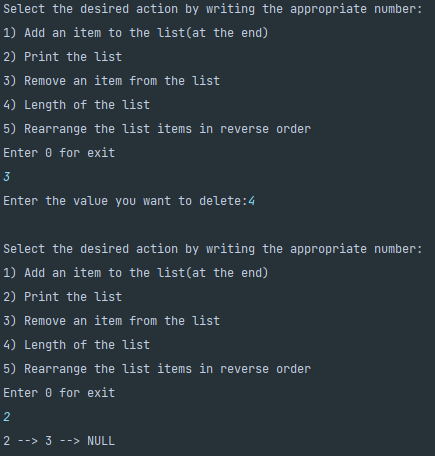 Select the desired action by writing the appropriate number:
1) Add an item to the list(at the end)
2) Print the list
3) Remove an item from the list
4) Length of the list
5) Rearrange the list items in reverse order
Enter 0 for exit
3
Enter the value you want to delete:4
Select the desired action by writing the appropriate number:
1) Add an item to the list(at the end)
2) Print the list
3) Remove an item from the list
4) Length of the list
5) Rearrange the list items in reverse order
Enter 0 for exit
2
2 --> 3 --> NULL